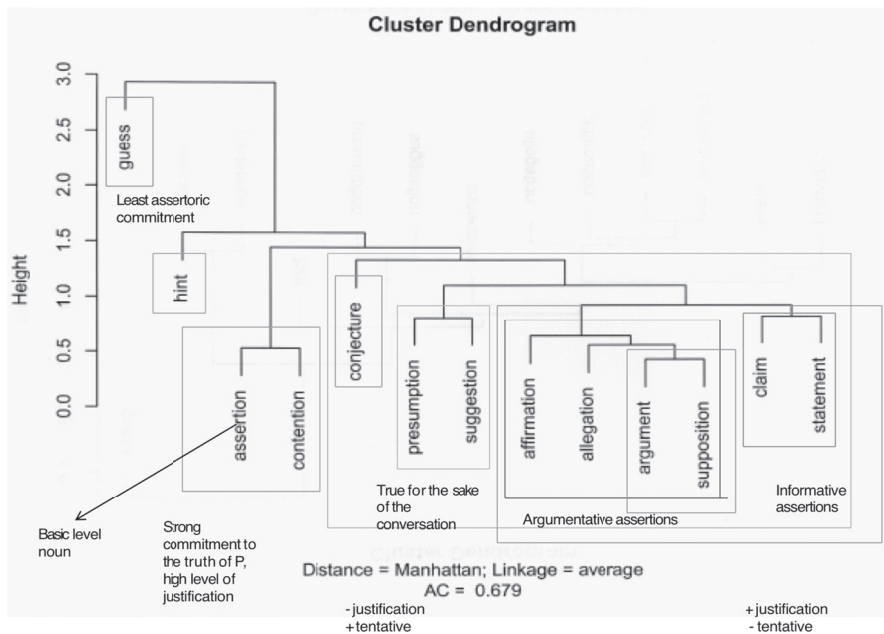 Cluster Dendrogram
Height
3.0
2.5
2.0
1.5
1.0
0.5
0.0
guess
Least assertoric
commitment
hint
assertion
contention
conjecture
presumption
suggestion
affirmation
allegation
argument
supposition
claim
statement
Basic level
noun
Strong
commitment to
the truth of P,
high level of
justification
True for the sake
of the
conversation
Argumentative assertions
Informative
assertions
Distance = Manhattan; Linkage = average
AC = 0.679
- justification
+ tentative
+ justification
- tentative